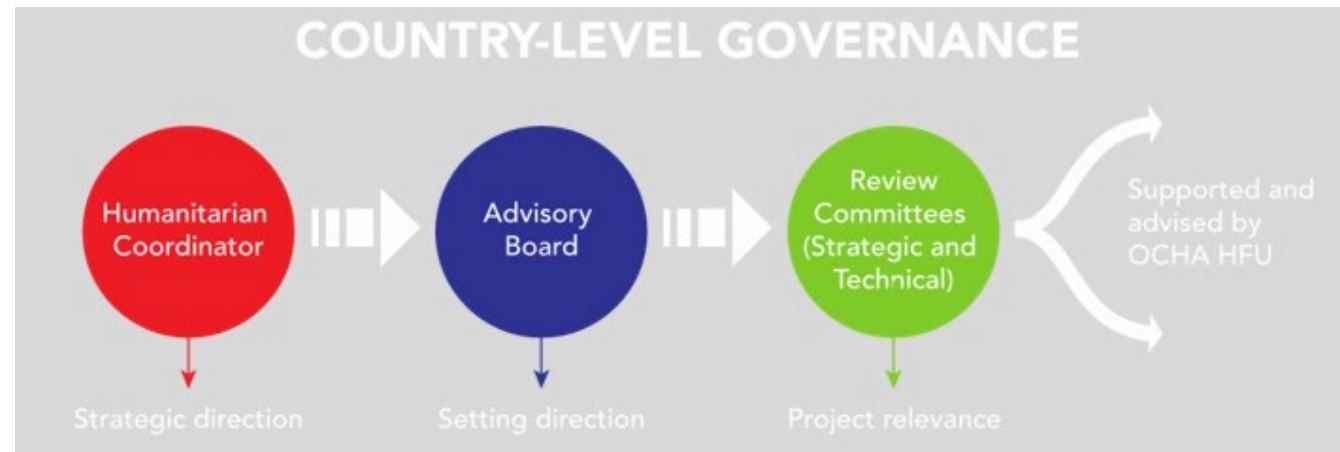 COUNTRY-LEVEL GOVERNANCE
Humanitarian
Coordinator
Advisory
Board
Review
Committees
(Strategic and
Technical)
Supported and
advised by
OCHA HFU
Strategic direction
Setting direction
Project relevance